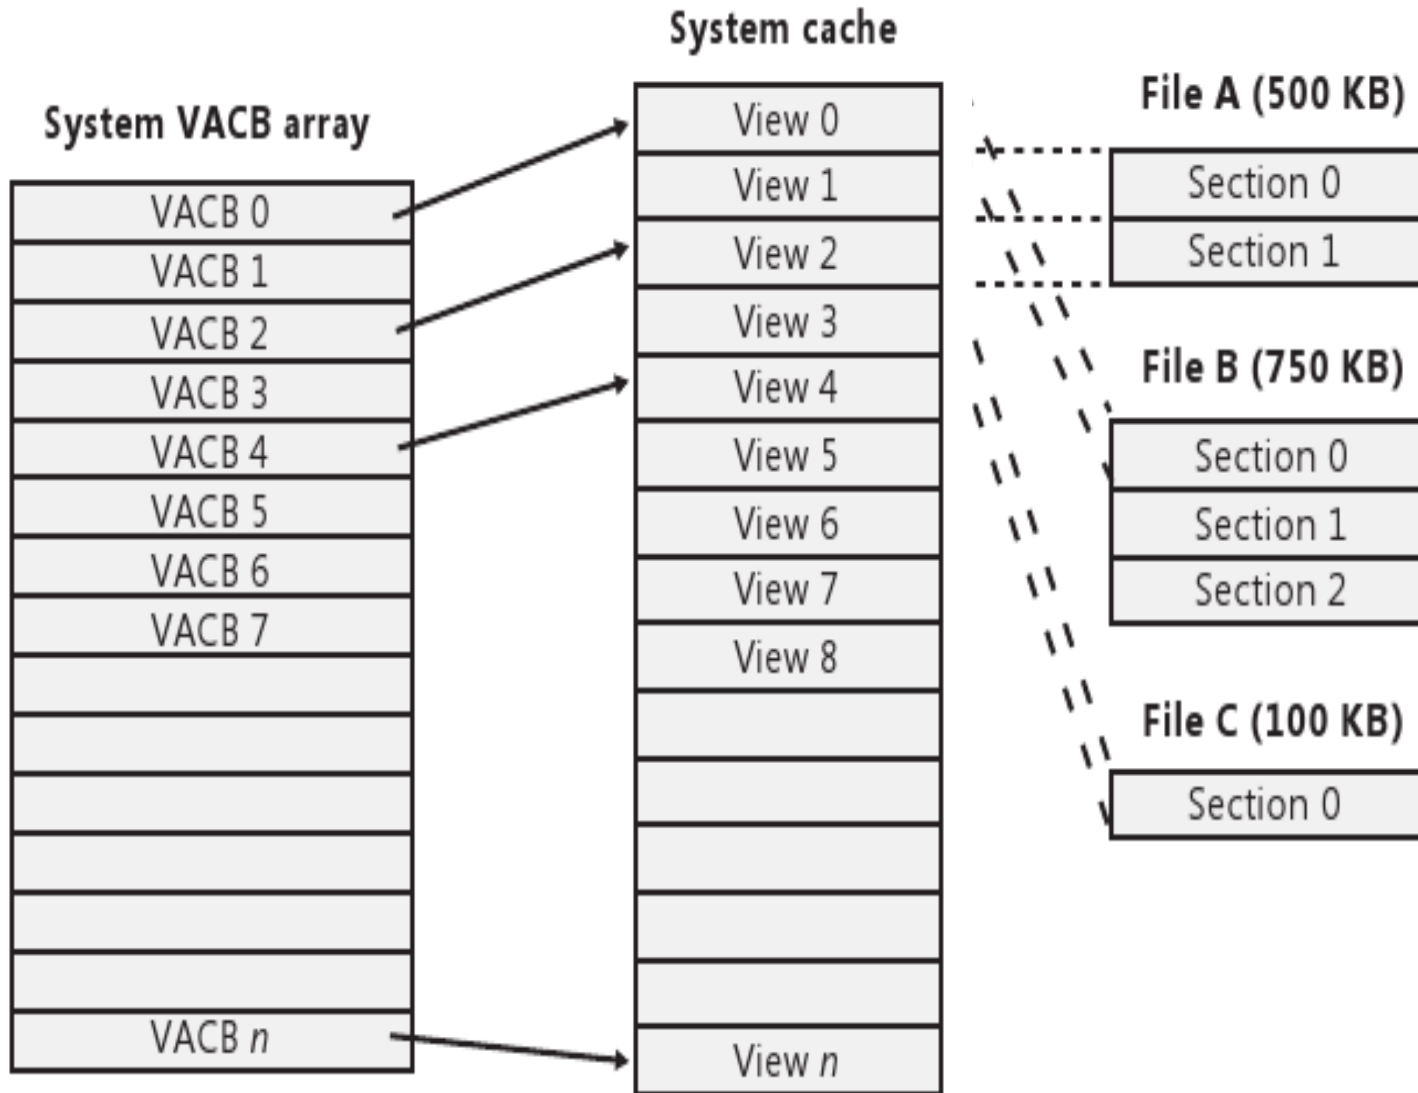 System cache
System VACB array
File A (500 KB)
VACB 0
VACB 1
VACB 2
VACB 3
VACB 4
VACB 5
VACB 6
VACB 7
VACB n
View 0
View 1
View 2
View 3
View 4
View 5
View 6
View 7
View 8
View n
Section 0
Section 1
File B (750 KB)
Section 0
Section 1
Section 2
File C (100 KB)
Section 0